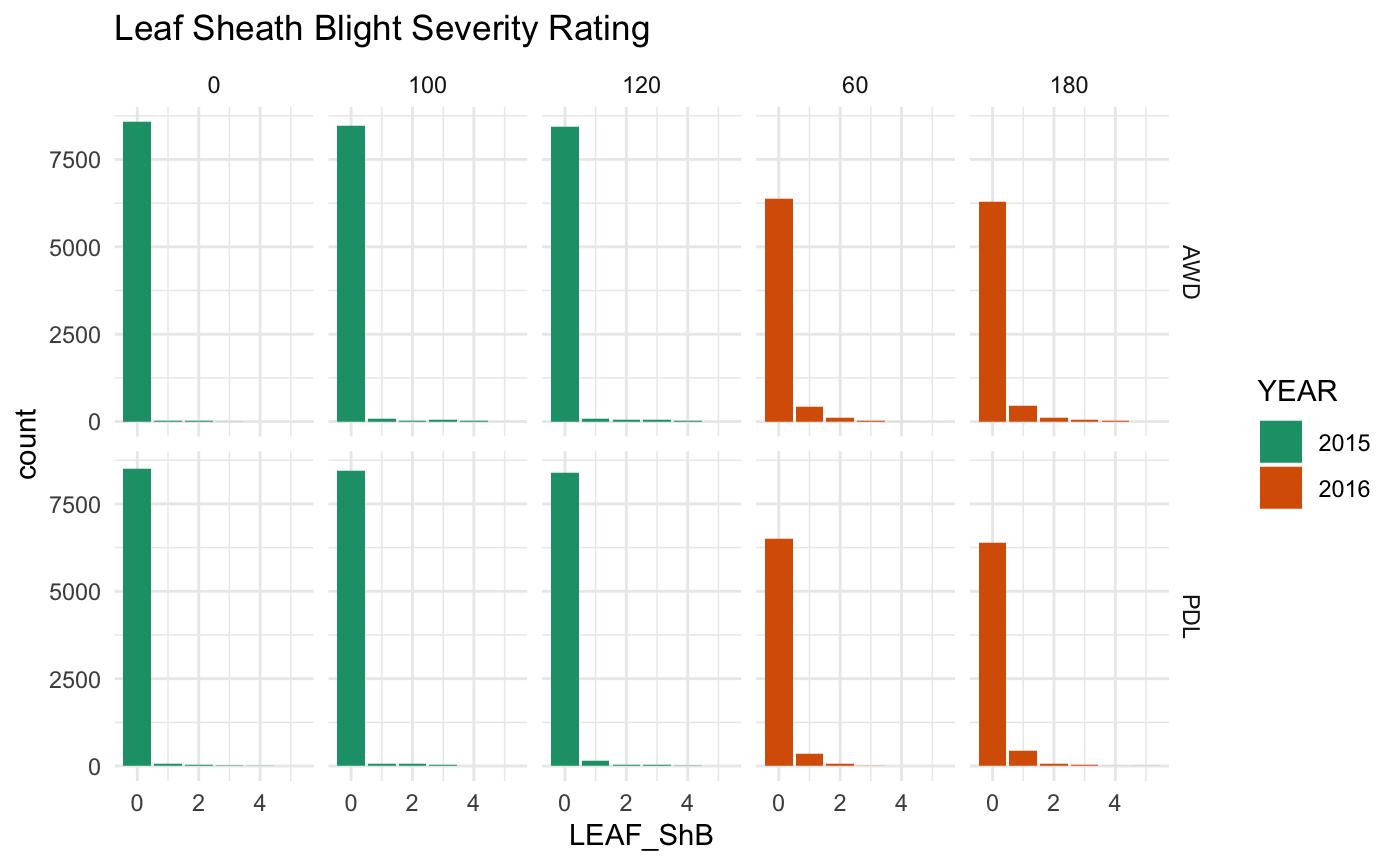 Leaf Sheath Blight Severity Rating
0 100 120 60 180
7500
5000
2500
0
AWD
7500
5000
2500
0
PDL
0 2 4 0 2 4 0 2 4 0 2 4 0 2 4
LEAF_ShB
count
YEAR
2015
2016